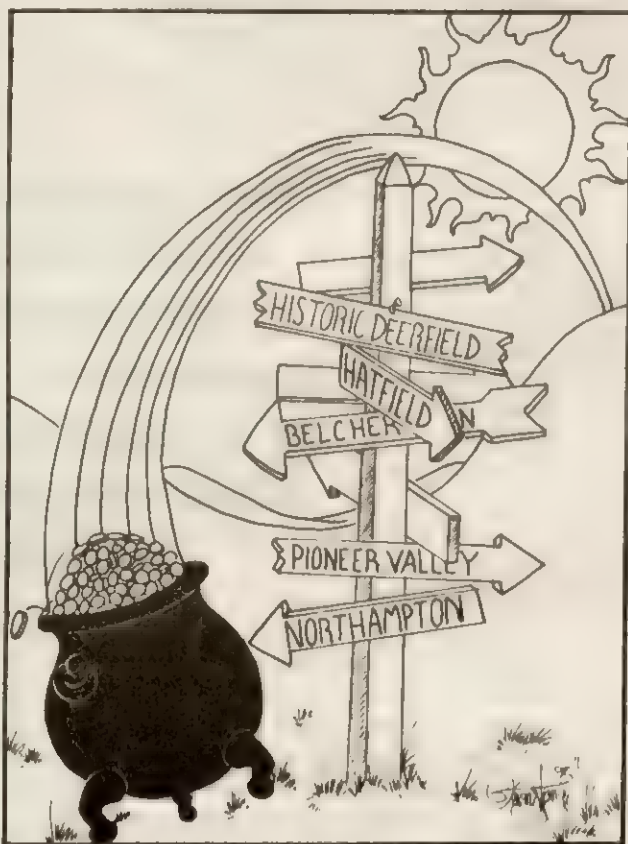 HISTORIC DEERFIELD
HATFIELD
BELCHER N
PIONEER VALLEY
NORTHAMPTON